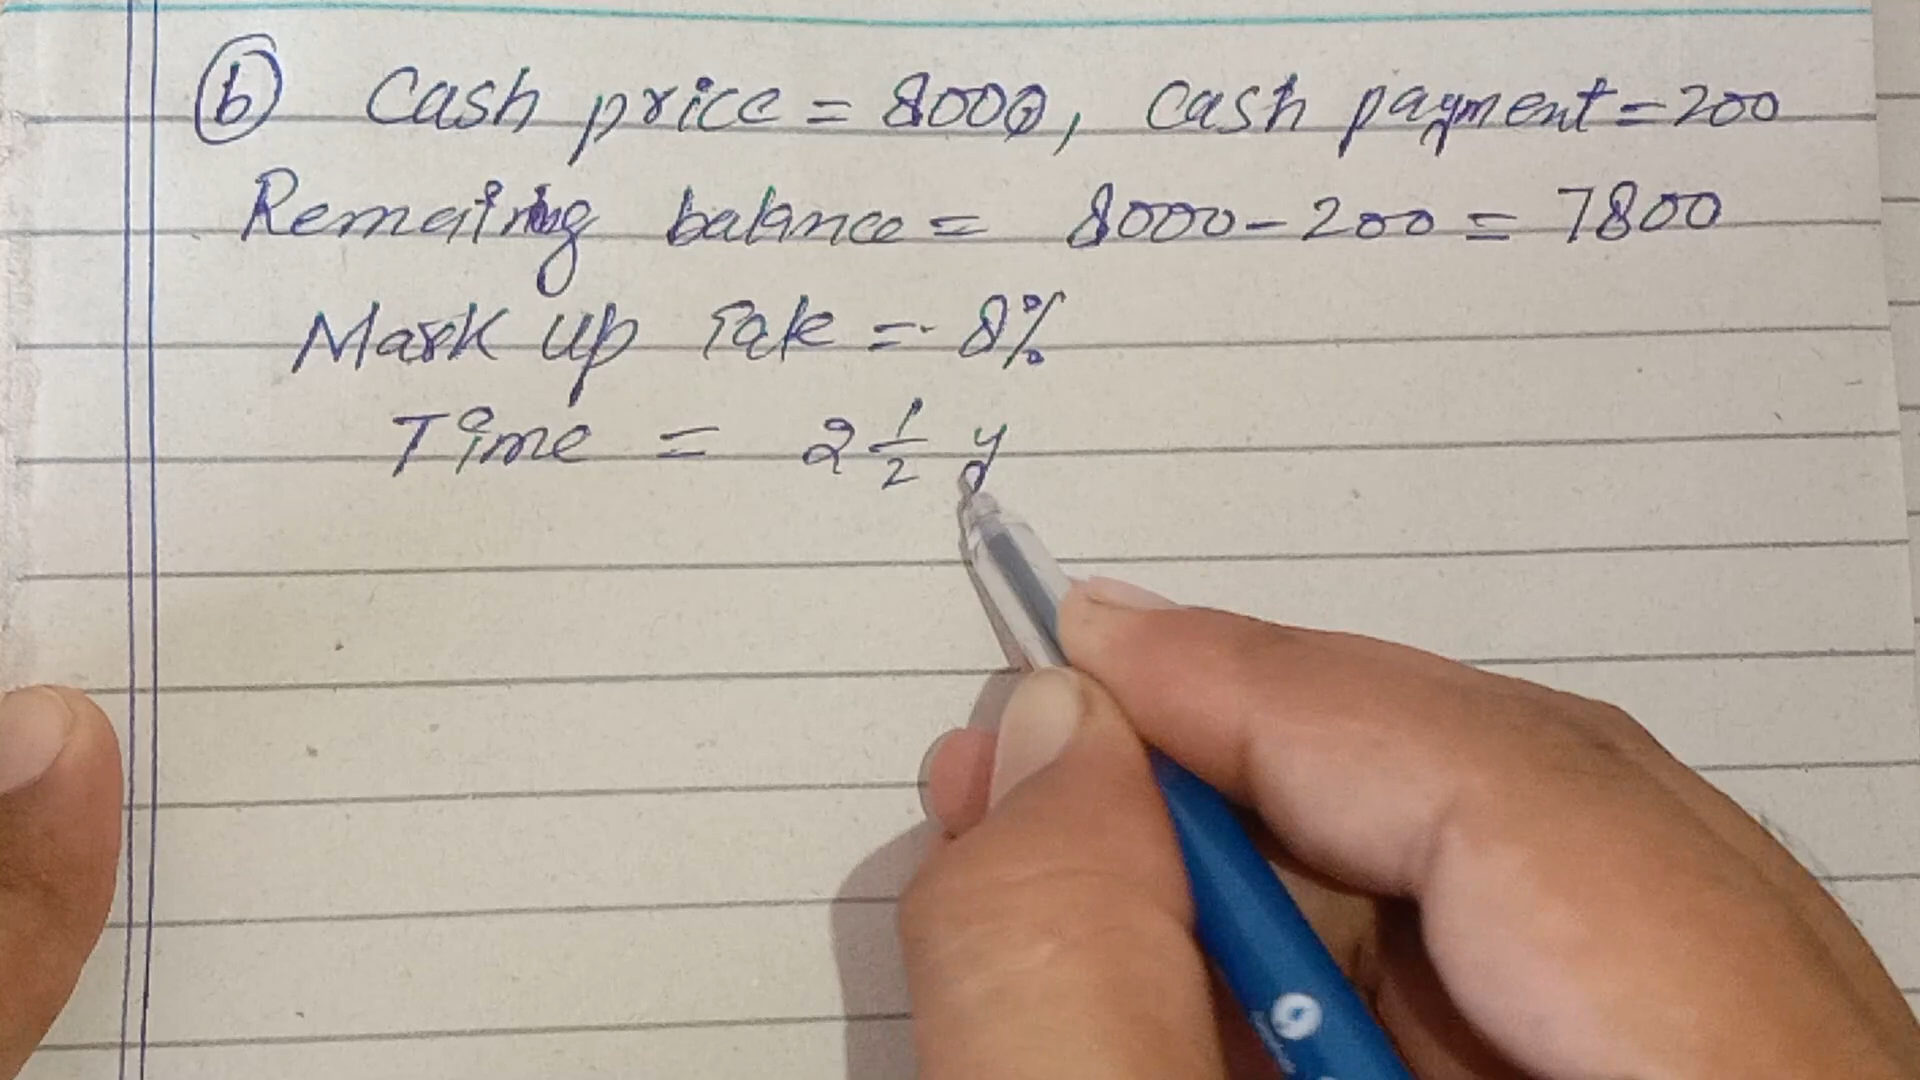 b Cash price = 8000, Cash payment = 200
Remaining balance = 8000 - 200 = 7800
Mark up rate = 8%
Time = 2 1/2 y